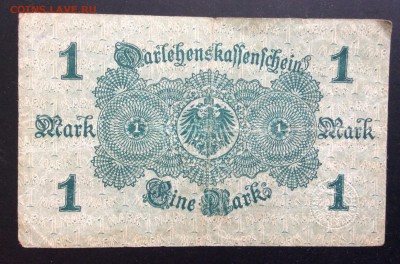 COINS.LAVE.RU
1 Darlehenskassenschein 1
Mark 1 1 Mark
1 Eine Mark 1